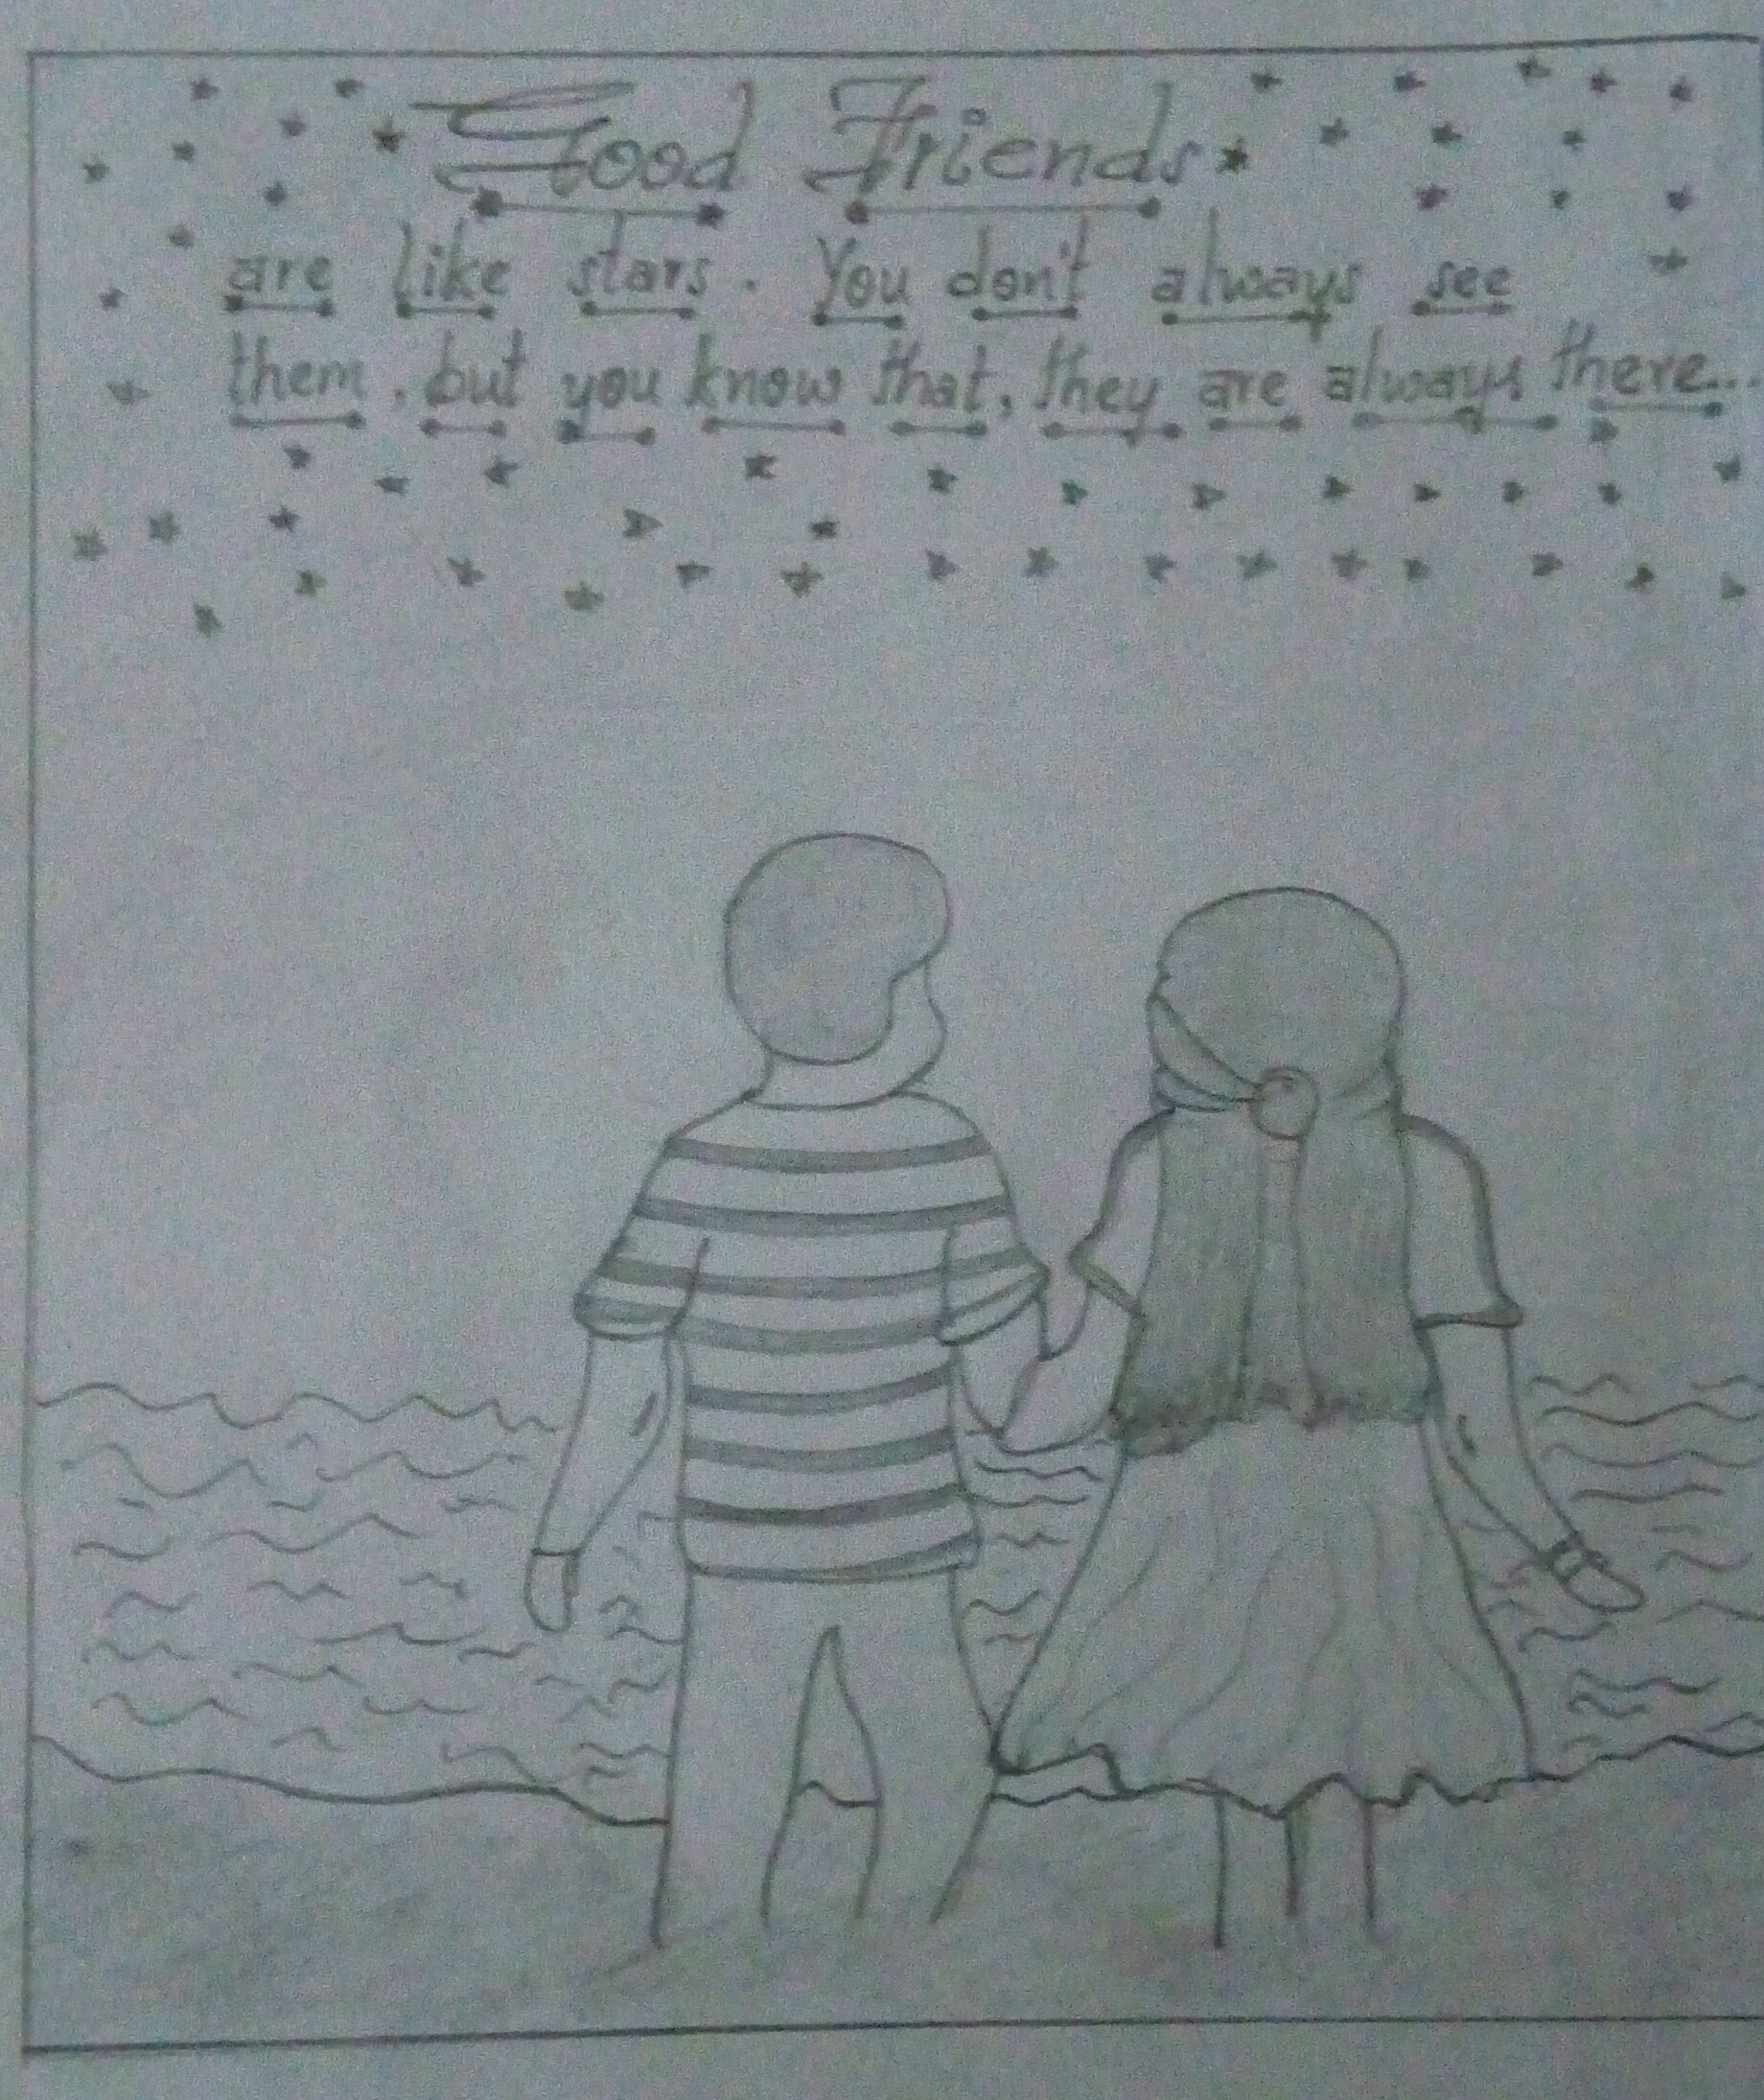 Good Friends
are like stars. You don't always see
them, but you know that, they are always there...